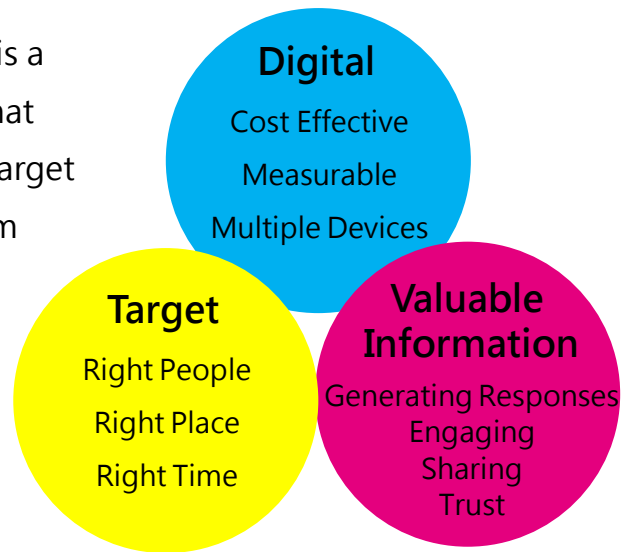 is a
hat
arget
m
Digital
Cost Effective
Measurable
Multiple Devices
Target
Right People
Right Place
Right Time
Valuable
Information
Generating Responses
Engaging
Sharing
Trust